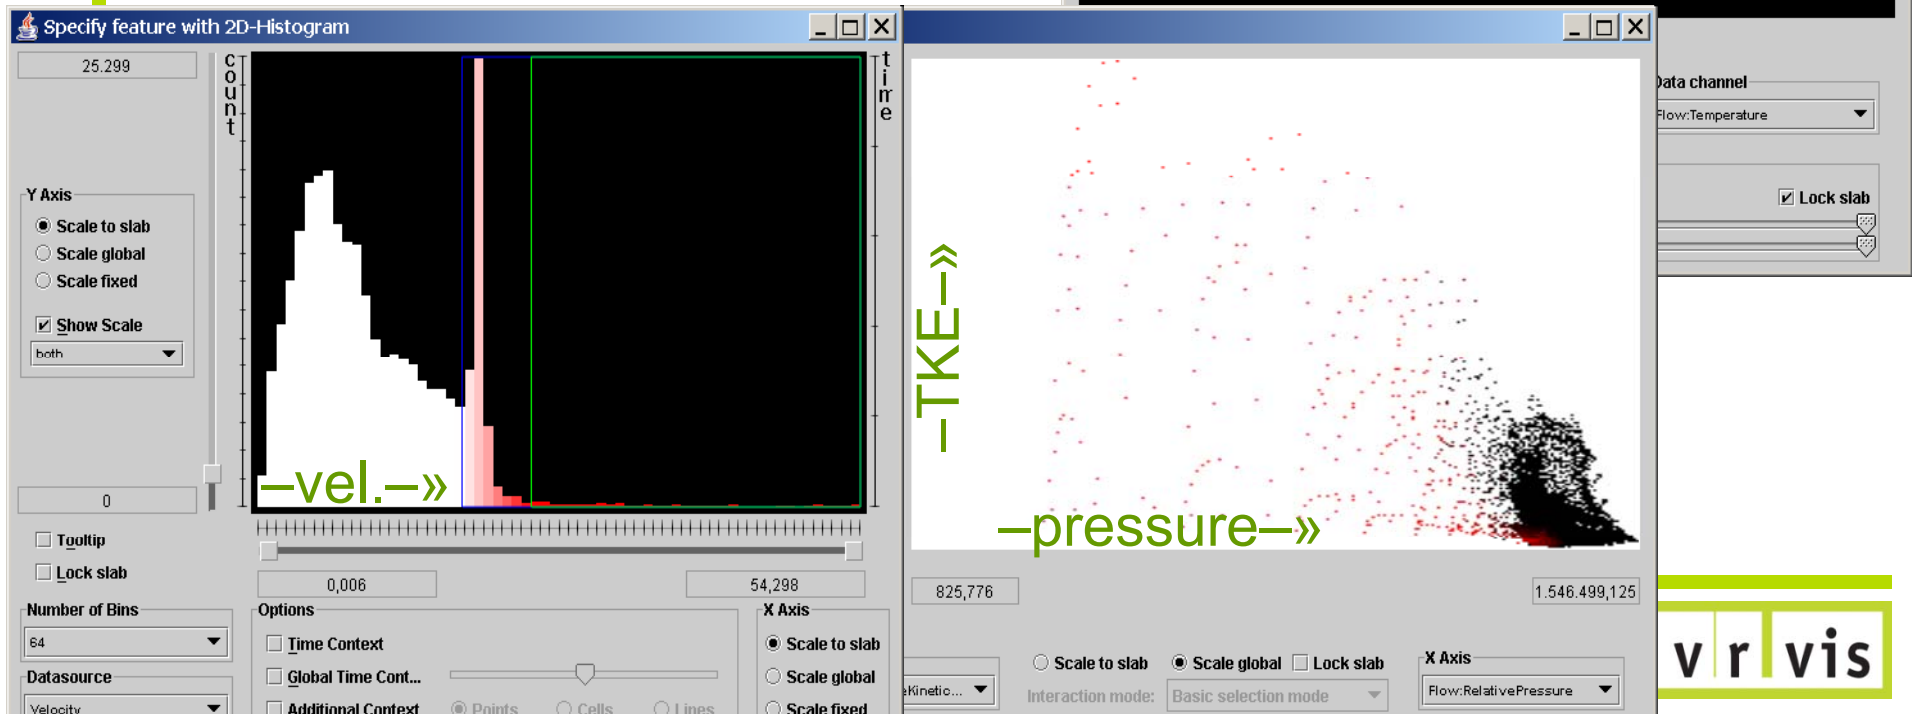 Specify feature with 2D-Histogram
25.299
count
time
Y Axis
Scale to slab
Scale global
Scale fixed
Show Scale
both
0
Tooltip
Lock slab
–vel.–»
0,006
54,298
Number of Bins
64
Datasource
Velocity
Options
Time Context
Global Time Cont...
Additional Context
Points
Cells
Lines
X Axis
Scale to slab
Scale global
Scale fixed
–TKE–»
–pressure–»
825,776
1.546.499,125
Scale to slab
Scale global
Lock slab
Kinetic...
Interaction mode:
Basic selection mode
X Axis
Flow:RelativePressure
Data channel
Flow:Temperature
Lock slab
vrvis